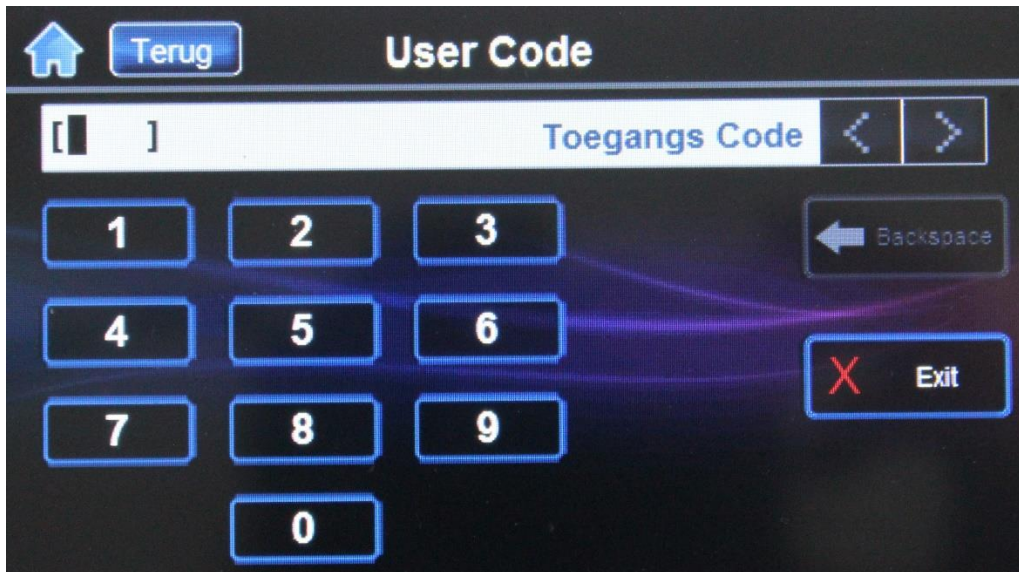 Terug User Code
[ ] Toegangs Code < >
1 2 3
Backspace
4 5 6
X Exit
7 8 9
0